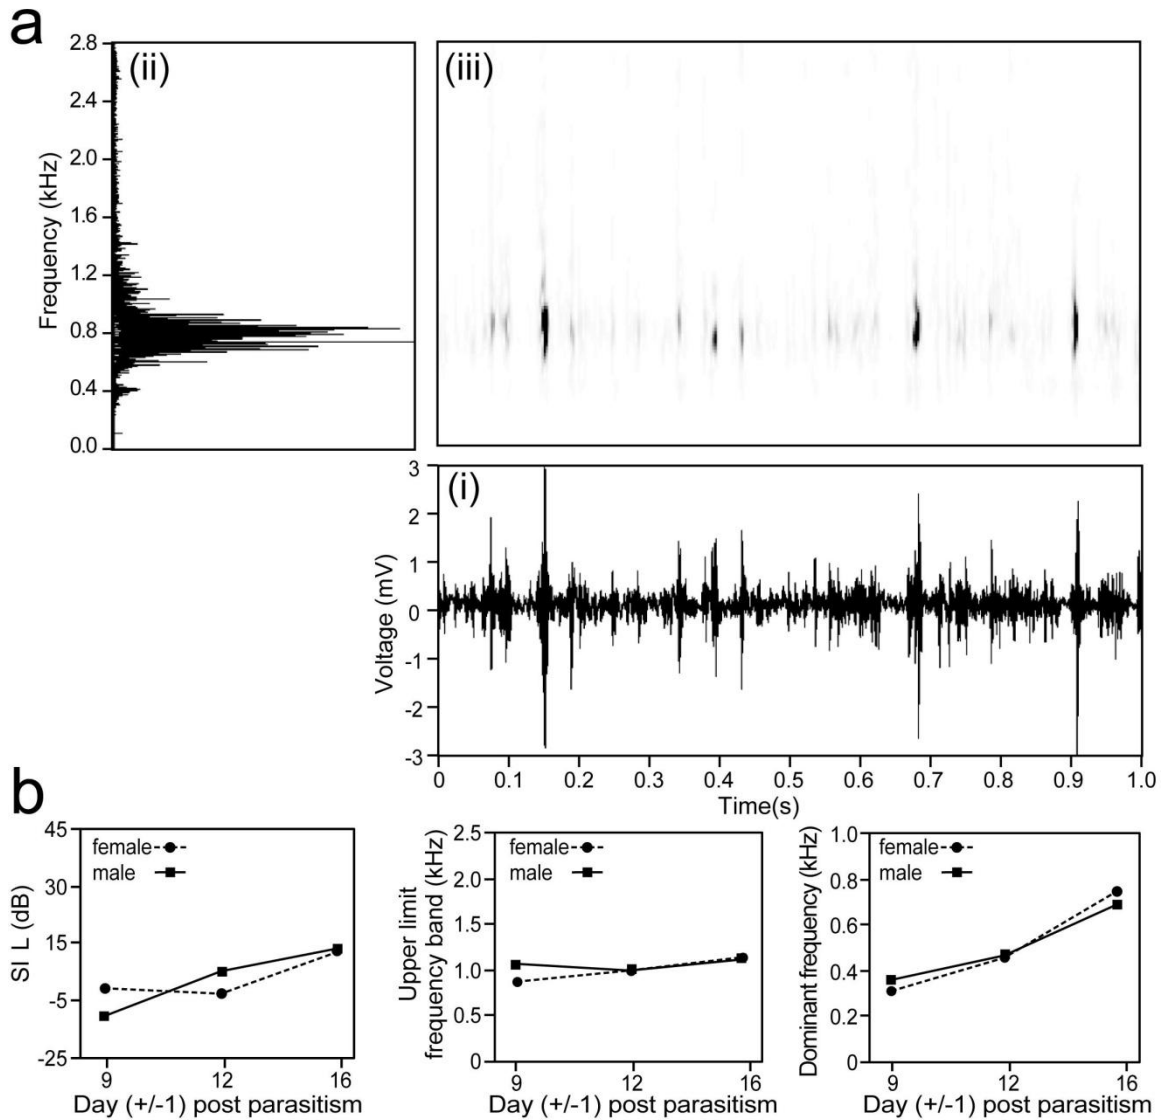 a
(ii)
(iii)
Frequency (kHz)
2.8
2.4
2.0
1.6
1.2
0.8
0.4
0.0
(i)
Voltage (mV)
3
2
1
0
-1
-2
-3
0 0.1 0.2 0.3 0.4 0.5 0.6 0.7 0.8 0.9 1.0
Time(s)
b
SI L (dB)
45
30
15
-5
-25
female
male
9 12 16
Day (+/-1) post parasitism
Upper limit
frequency band (kHz)
2.5
2.0
1.5
1.0
0.5
0
female
male
9 12 16
Day (+/-1) post parasitism
Dominant frequency (kHz)
1.0
0.8
0.6
0.4
0.2
0
female
male
9 12 16
Day (+/-1) post parasitism